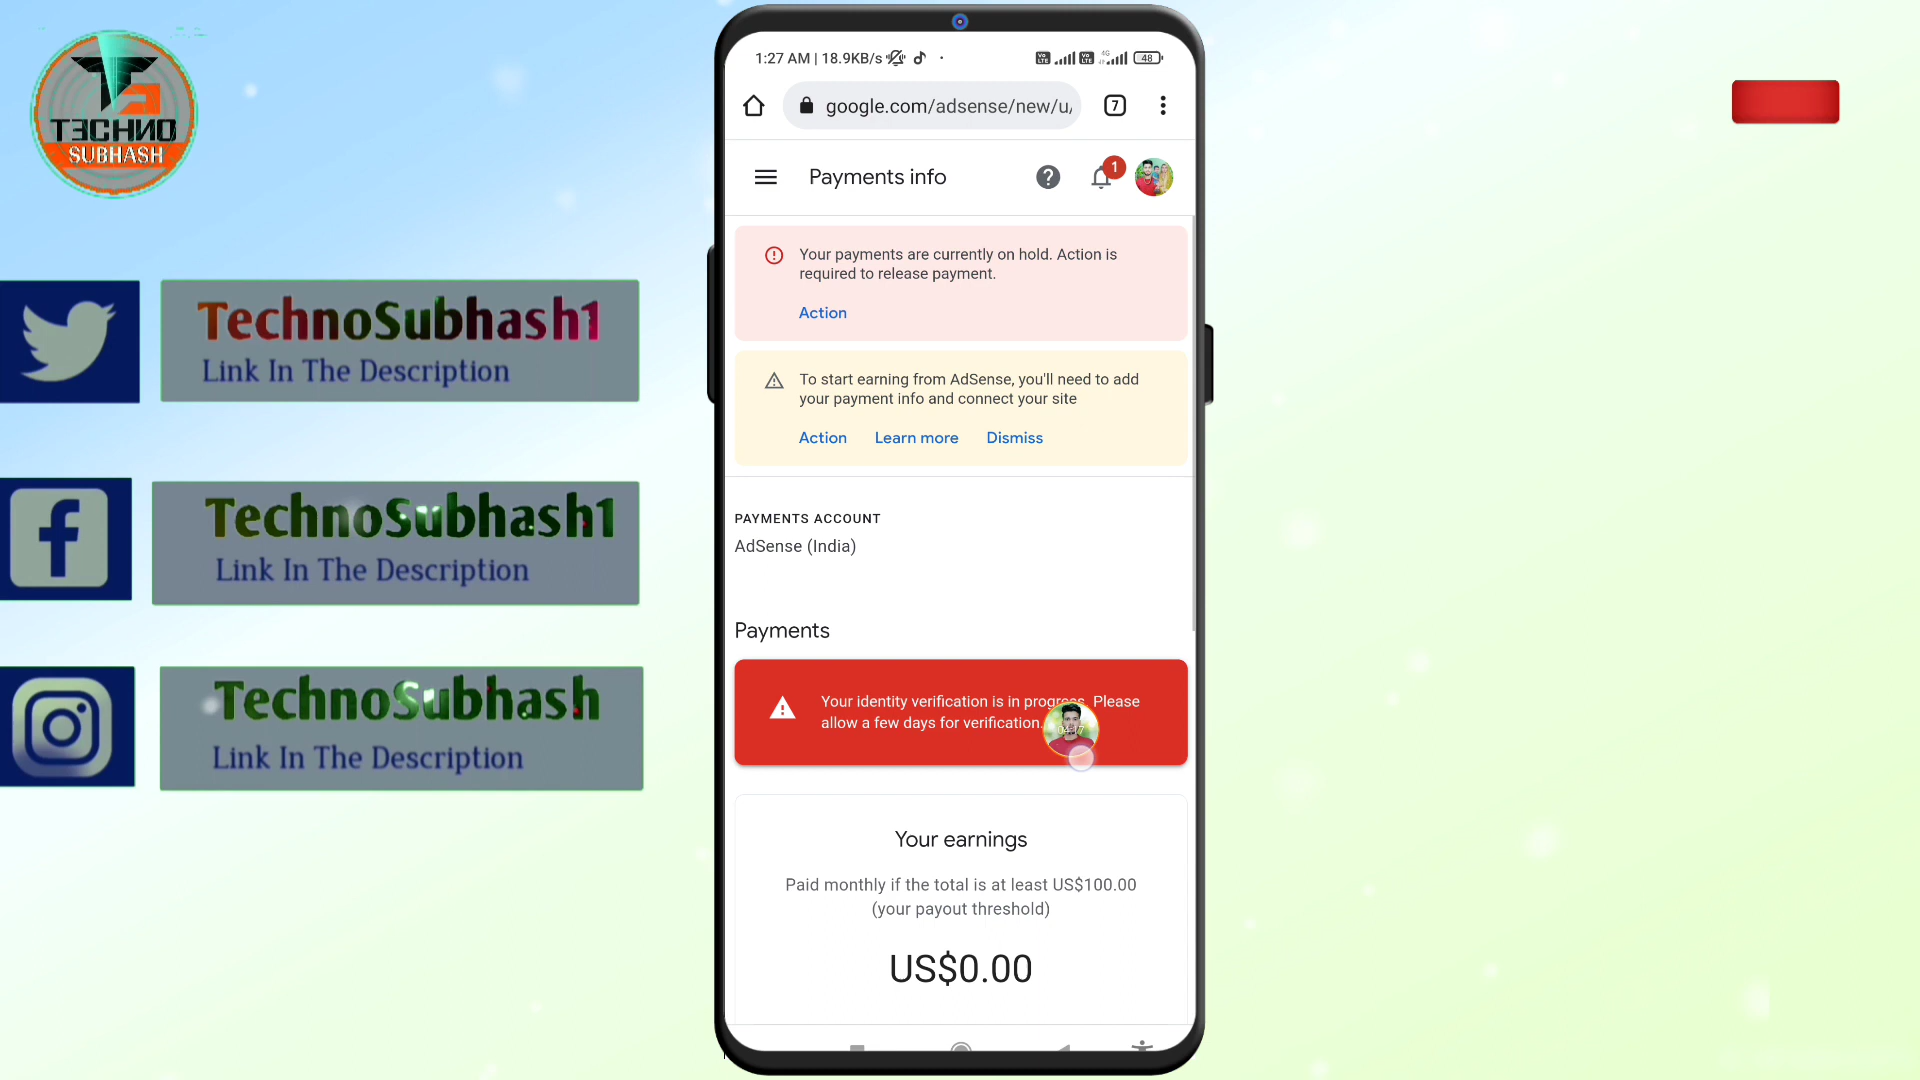 TECHNO
SUBHASH
TechnoSubhash1
Link In The Description
TechnoSubhash1
Link In The Description
TechnoSubhash
Link In The Description
1:27 AM | 18.9KB/s
4G
48
google.com/adsense/new/u/
7
Payments info
1
Your payments are currently on hold. Action is
required to release payment.
Action
To start earning from AdSense, you'll need to add
your payment info and connect your site
Action Learn more Dismiss
PAYMENTS ACCOUNT
AdSense (India)
Payments
Your identity verification is in progress. Please
allow a few days for verification.
04:17
Your earnings
Paid monthly if the total is at least US$100.00
(your payout threshold)
US$0.00